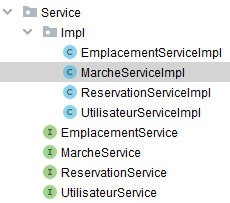 Service
Impl
C EmplacementServiceImpl
C MarcheServiceImpl
C ReservationServiceImpl
C UtilisateurServiceImpl
I EmplacementService
I MarcheService
I ReservationService
I UtilisateurService